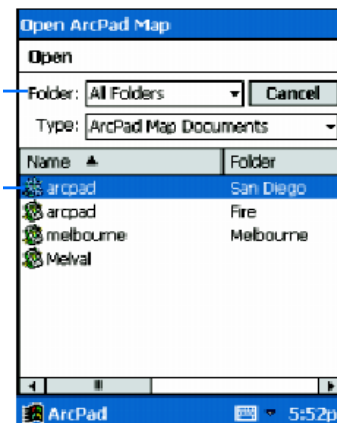 Open ArcPad Map
Open
Folder: All Folders Cancel
Type: ArcPad Map Documents
Name Folder
arcpad San Diego
arcpad Fire
melbourne Melbourne
Melval
ArcPad 5:52p